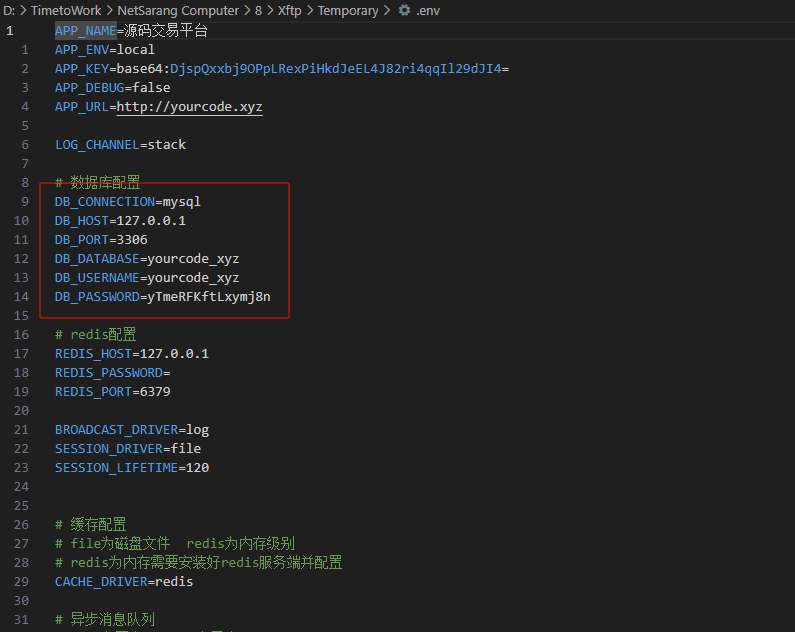 D: > TimetoWork > NetSarang Computer > 8 > Xftp > Temporary > .env
1 APP_NAME=源码交易平台
1 APP_ENV=local
2 APP_KEY=base64:DjspQxxbj9OPpLRexPiHkdJeEL4J82ri4qqIl29dJI4=
3 APP_DEBUG=false
4 APP_URL=http://yourcode.xyz
5
6 LOG_CHANNEL=stack
7
8 # 数据库配置
9 DB_CONNECTION=mysql
10 DB_HOST=127.0.0.1
11 DB_PORT=3306
12 DB_DATABASE=yourcode_xyz
13 DB_USERNAME=yourcode_xyz
14 DB_PASSWORD=yTmeRFKftLxymj8n
15
16 # redis配置
17 REDIS_HOST=127.0.0.1
18 REDIS_PASSWORD=
19 REDIS_PORT=6379
20
21 BROADCAST_DRIVER=log
22 SESSION_DRIVER=file
23 SESSION_LIFETIME=120
24
25
26 # 缓存配置
27 # file为磁盘文件  redis为内存级别
28 # redis为内存需要安装好redis服务端并配置
29 CACHE_DRIVER=redis
30
31 # 异步消息队列